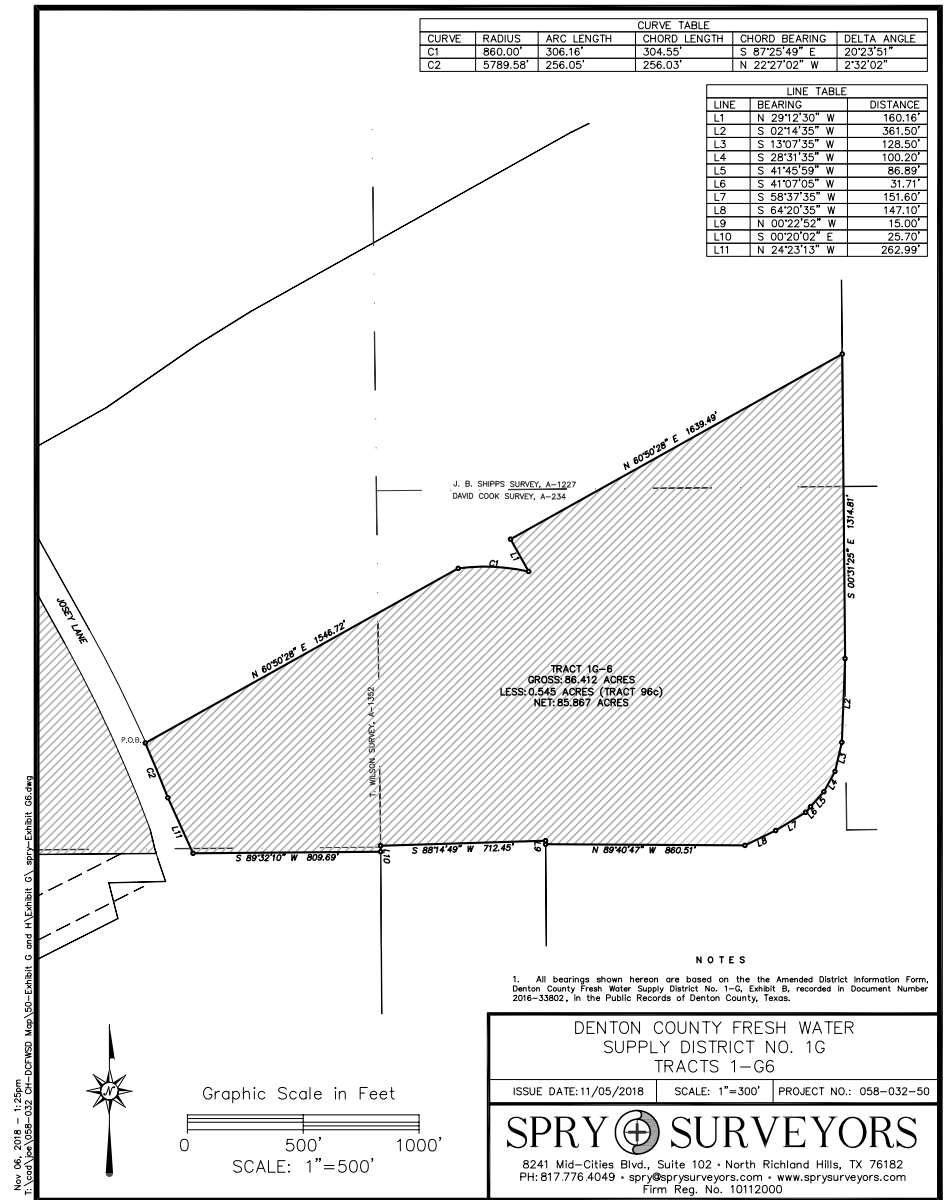 CURVE TABLE
CURVE RADIUS ARC LENGTH CHORD LENGTH CHORD BEARING DELTA ANGLE
C1 860.00' 306.16' 304.55' S 87°25'49" E 20°23'51"
C2 5789.58' 256.05' 256.03' N 22°27'02" W 2°32'02"
LINE TABLE
LINE BEARING DISTANCE
L1 N 29°12'30" W 160.16'
L2 S 02°14'35" W 361.50'
L3 S 13°07'35" W 128.50'
L4 S 28°31'35" W 100.20'
L5 S 41°45'59" W 86.89'
L6 S 41°07'05" W 31.71'
L7 S 58°37'35" W 151.60'
L8 S 64°20'35" W 147.10'
L9 N 00°22'52" W 15.00'
L10 S 00°20'02" E 25.70'
L11 N 24°23'13" W 262.99'
N 60°50'28" E 1639.49'
J. B. SHIPPS SURVEY, A-1227
DAVID COOK SURVEY, A-234
S 00°31'25" E 1314.81'
L1
C1
JOSEY LANE
N 60°50'28" E 1546.72'
TRACT 1G-6
GROSS: 86.412 ACRES
LESS: 0.545 ACRES (TRACT 96c)
NET: 85.867 ACRES
T. WILSON SURVEY, A-1352
P.O.B.
C2
L11
L2
L3
L4
L5
L6
L7
L8
S 89°32'10" W 809.69'
L10
S 88°14'49" W 712.45'
L9
N 89°40'47" W 860.51'
NOTES
1. All bearings shown hereon are based on the the Amended District Information Form,
Denton County Fresh Water Supply District No. 1-G, Exhibit B, recorded in Document Number
2016-33802, in the Public Records of Denton County, Texas.
N
Graphic Scale in Feet
0 500' 1000'
SCALE: 1"=500'
DENTON COUNTY FRESH WATER
SUPPLY DISTRICT NO. 1G
TRACTS 1-G6
ISSUE DATE: 11/05/2018 SCALE: 1"=300' PROJECT NO.: 058-032-50
SPRY SURVEYORS
8241 Mid-Cities Blvd., Suite 102 • North Richland Hills, TX 76182
PH: 817.776.4049 • spry@sprysurveyors.com • www.sprysurveyors.com
Firm Reg. No. 10112000
Nov 06, 2018 - 1:25pm
T:\cad\joe\058-032 CH-DCFWSD Map\50-Exhibit G and H\Exhibit G\ spry-Exhibit G6.dwg